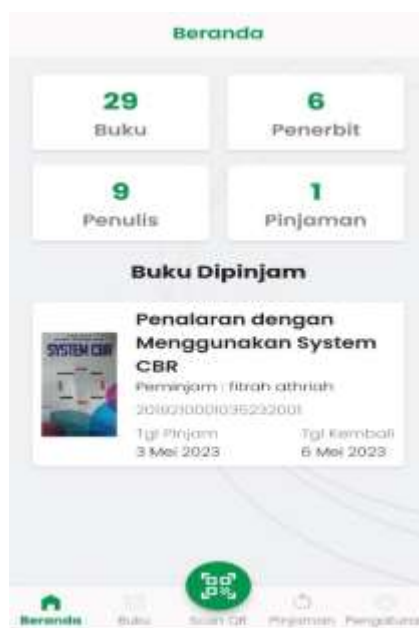 Beranda
29
Buku
6
Penerbit
9
Penulis
1
Pinjaman
Buku Dipinjam
SYSTEM CBR
Penalaran dengan
Menggunakan System
CBR
Peminjam : fitrah athriah
Tgl Pinjam
Tgl Kembali
3 Mei 2023
6 Mei 2023
Beranda
Buku
Scan QR
Pinjaman
Pengaturan